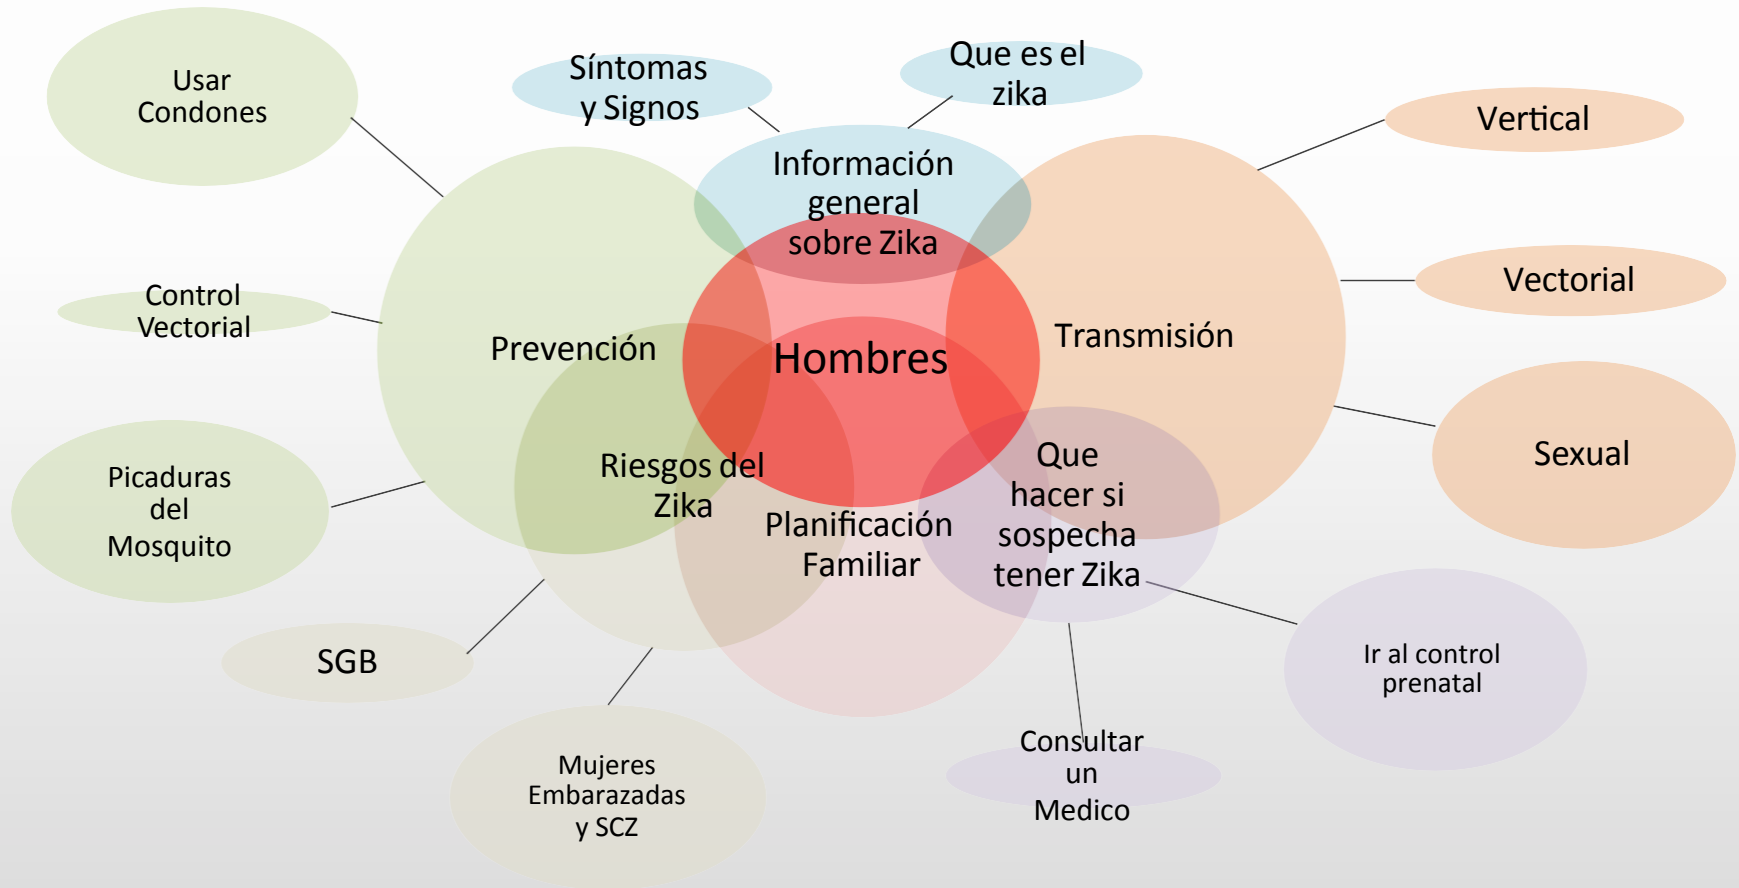 Usar
Condones
Síntomas
y Signos
Que es el
zika
Vertical
Información
general
sobre Zika
Control
Vectorial
Vectorial
Prevención
Hombres
Transmisión
Picaduras
del
Mosquito
Riesgos del
Zika
Planificación
Familiar
Que
hacer si
sospecha
tener Zika
Sexual
SGB
Ir al control
prenatal
Mujeres
Embarazadas
y SCZ
Consultar
un
Medico